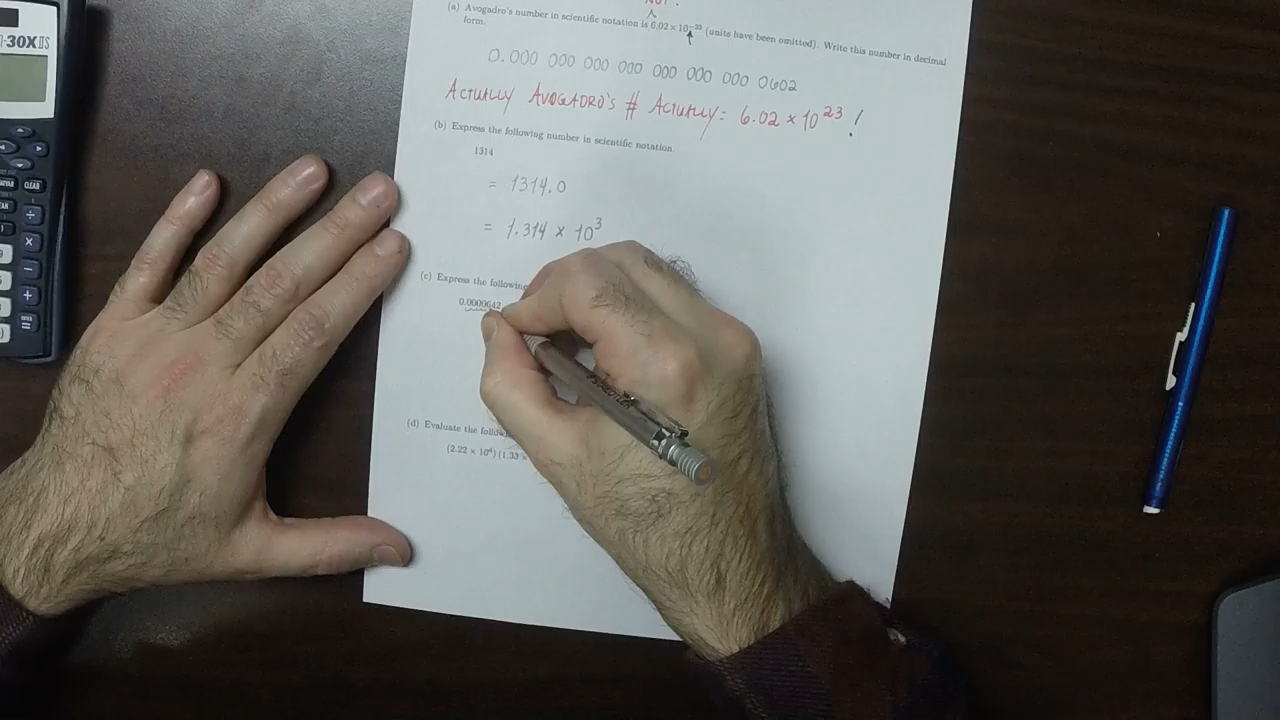 -30X IIS
NOT
(a) Avogadro's number in scientific notation is 6.02 × 10⁻²³ (units have been omitted). Write this number in decimal
form.
0.000 000 000 000 000 000 000 0602
ACTUALLY AVOGADRO'S # ACTUALLY: 6.02 × 10²³ !
(b) Express the following number in scientific notation.
1314
= 1314.0
= 1.314 × 10³
(c) Express the following
0.0000642
(d) Evaluate the
(2.22 × 10⁴)(1.33
CLEAR
÷
×
−
+
ENTER
=
STAEDTLER